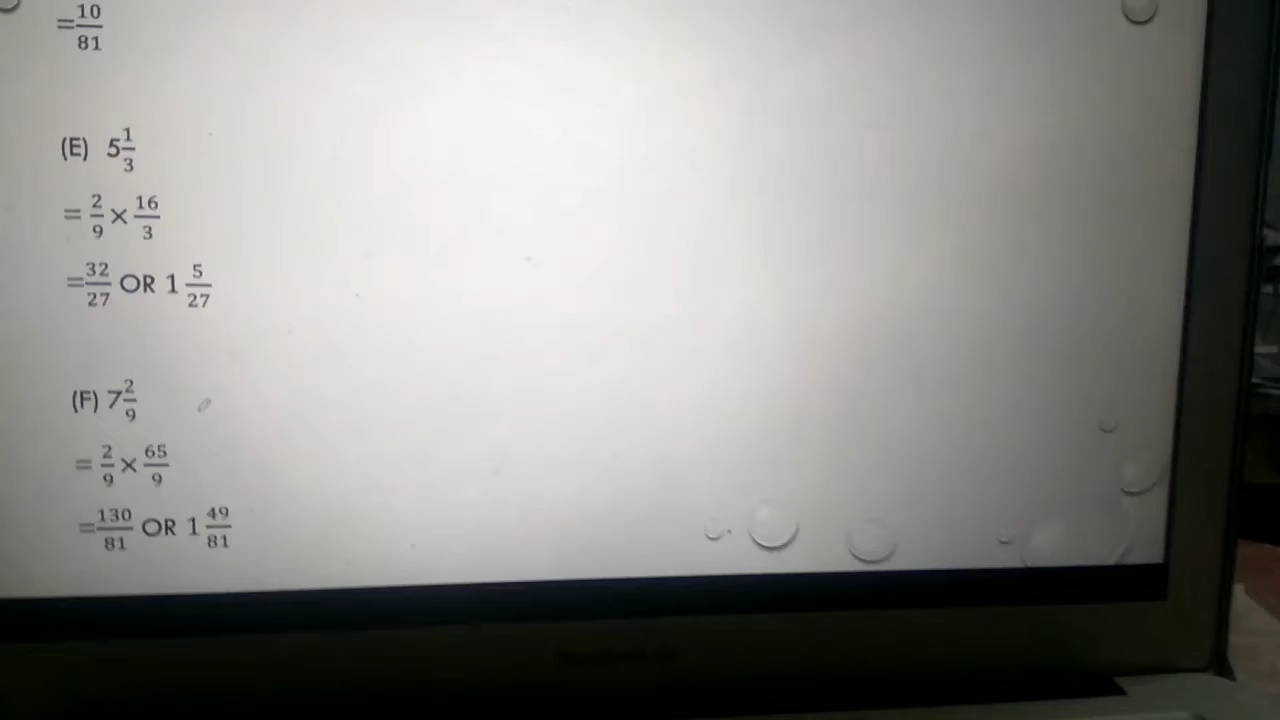 =10/81
(E) 5 1/3
= 2/9 × 16/3
=32/27 OR 1 5/27
(F) 7 2/9
= 2/9 × 65/9
=130/81 OR 1 49/81